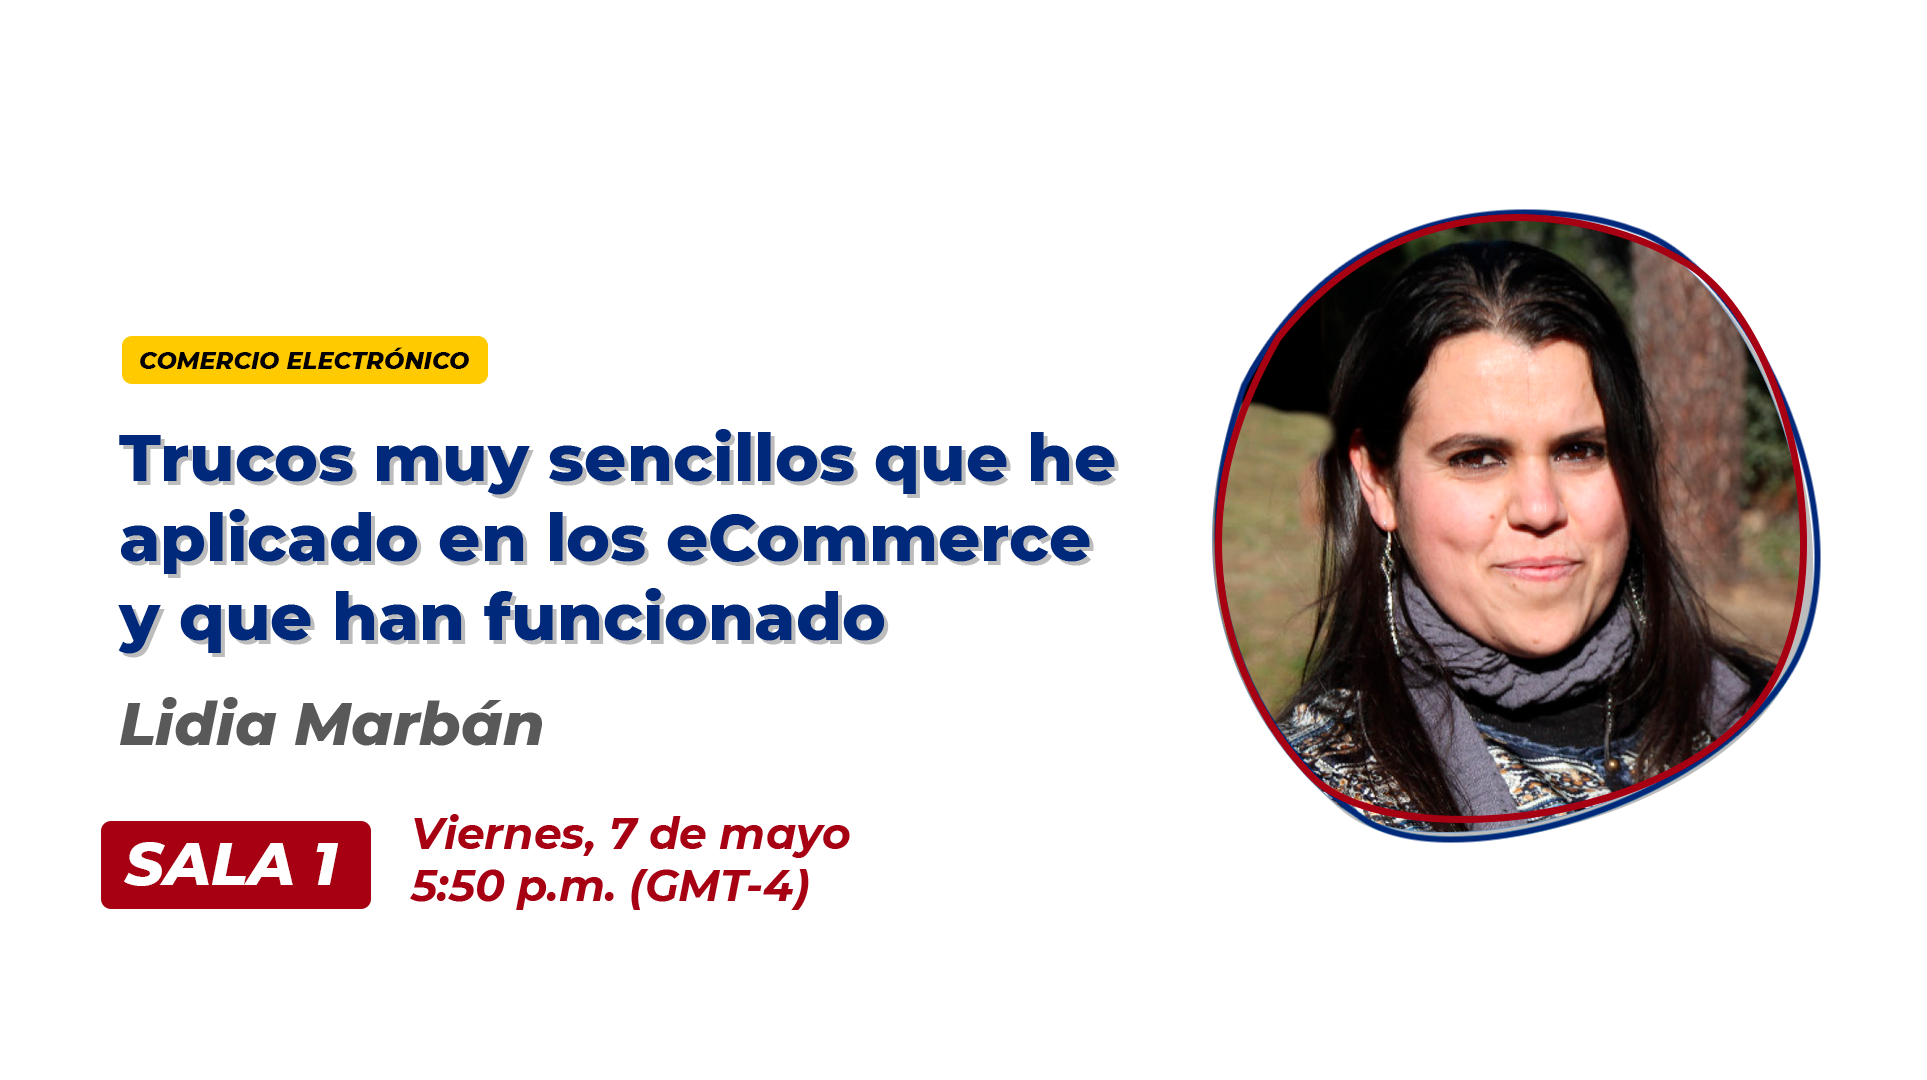 COMERCIO ELECTRÓNICO
Trucos muy sencillos que he
aplicado en los eCommerce
y que han funcionado
Lidia Marbán
SALA 1
Viernes, 7 de mayo
5:50 p.m. (GMT-4)